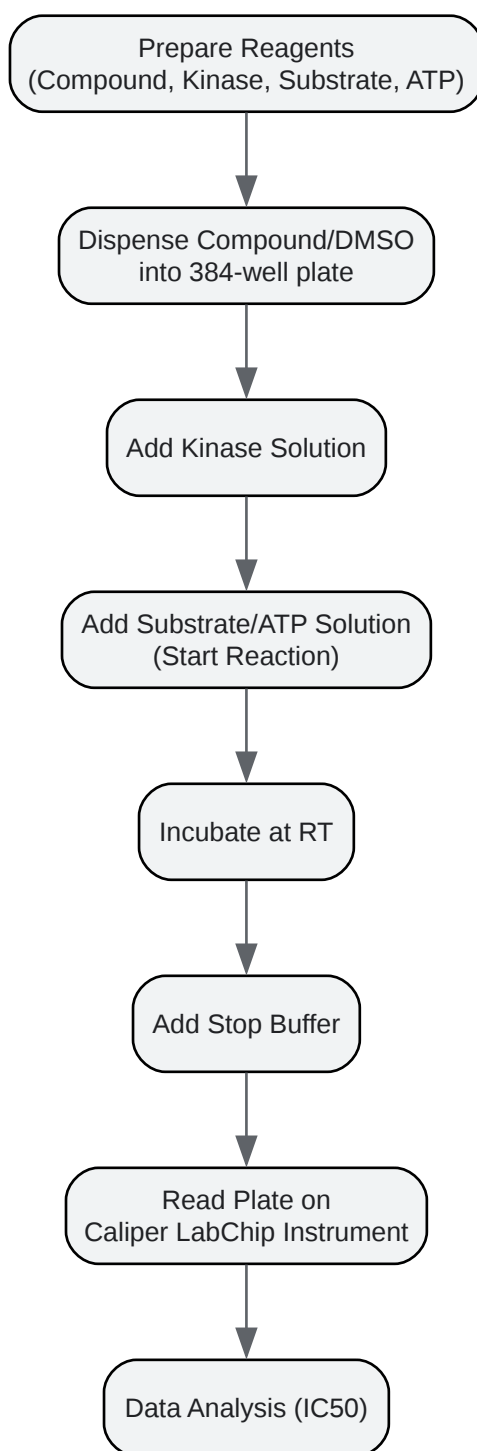 Prepare Reagents
(Compound, Kinase, Substrate, ATP)
Dispense Compound/DMSO
into 384-well plate
Add Kinase Solution
Add Substrate/ATP Solution
(Start Reaction)
Incubate at RT
Add Stop Buffer
Read Plate on
Caliper LabChip Instrument
Data Analysis (IC50)